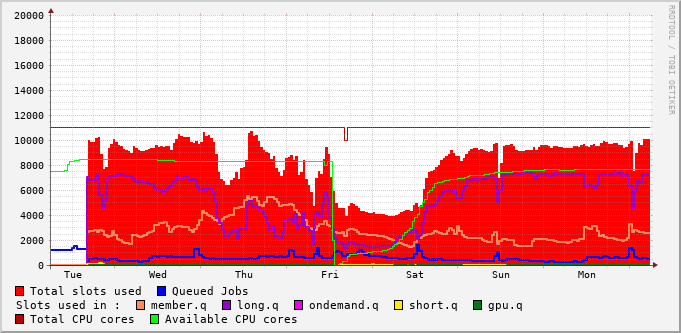 20000
18000
16000
14000
12000
10000
8000
6000
4000
2000
0
Tue Wed Thu Fri Sat Sun Mon
RRDTOOL / TOBI OETIKER
Total slots used Queued Jobs
Slots used in : member.q long.q ondemand.q short.q gpu.q
Total CPU cores Available CPU cores